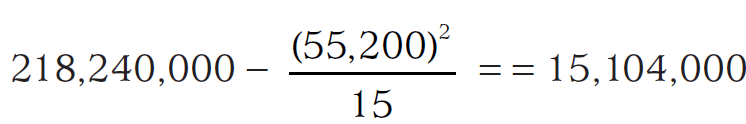 218,240,000 – (55,200)² / 15 = = 15,104,000